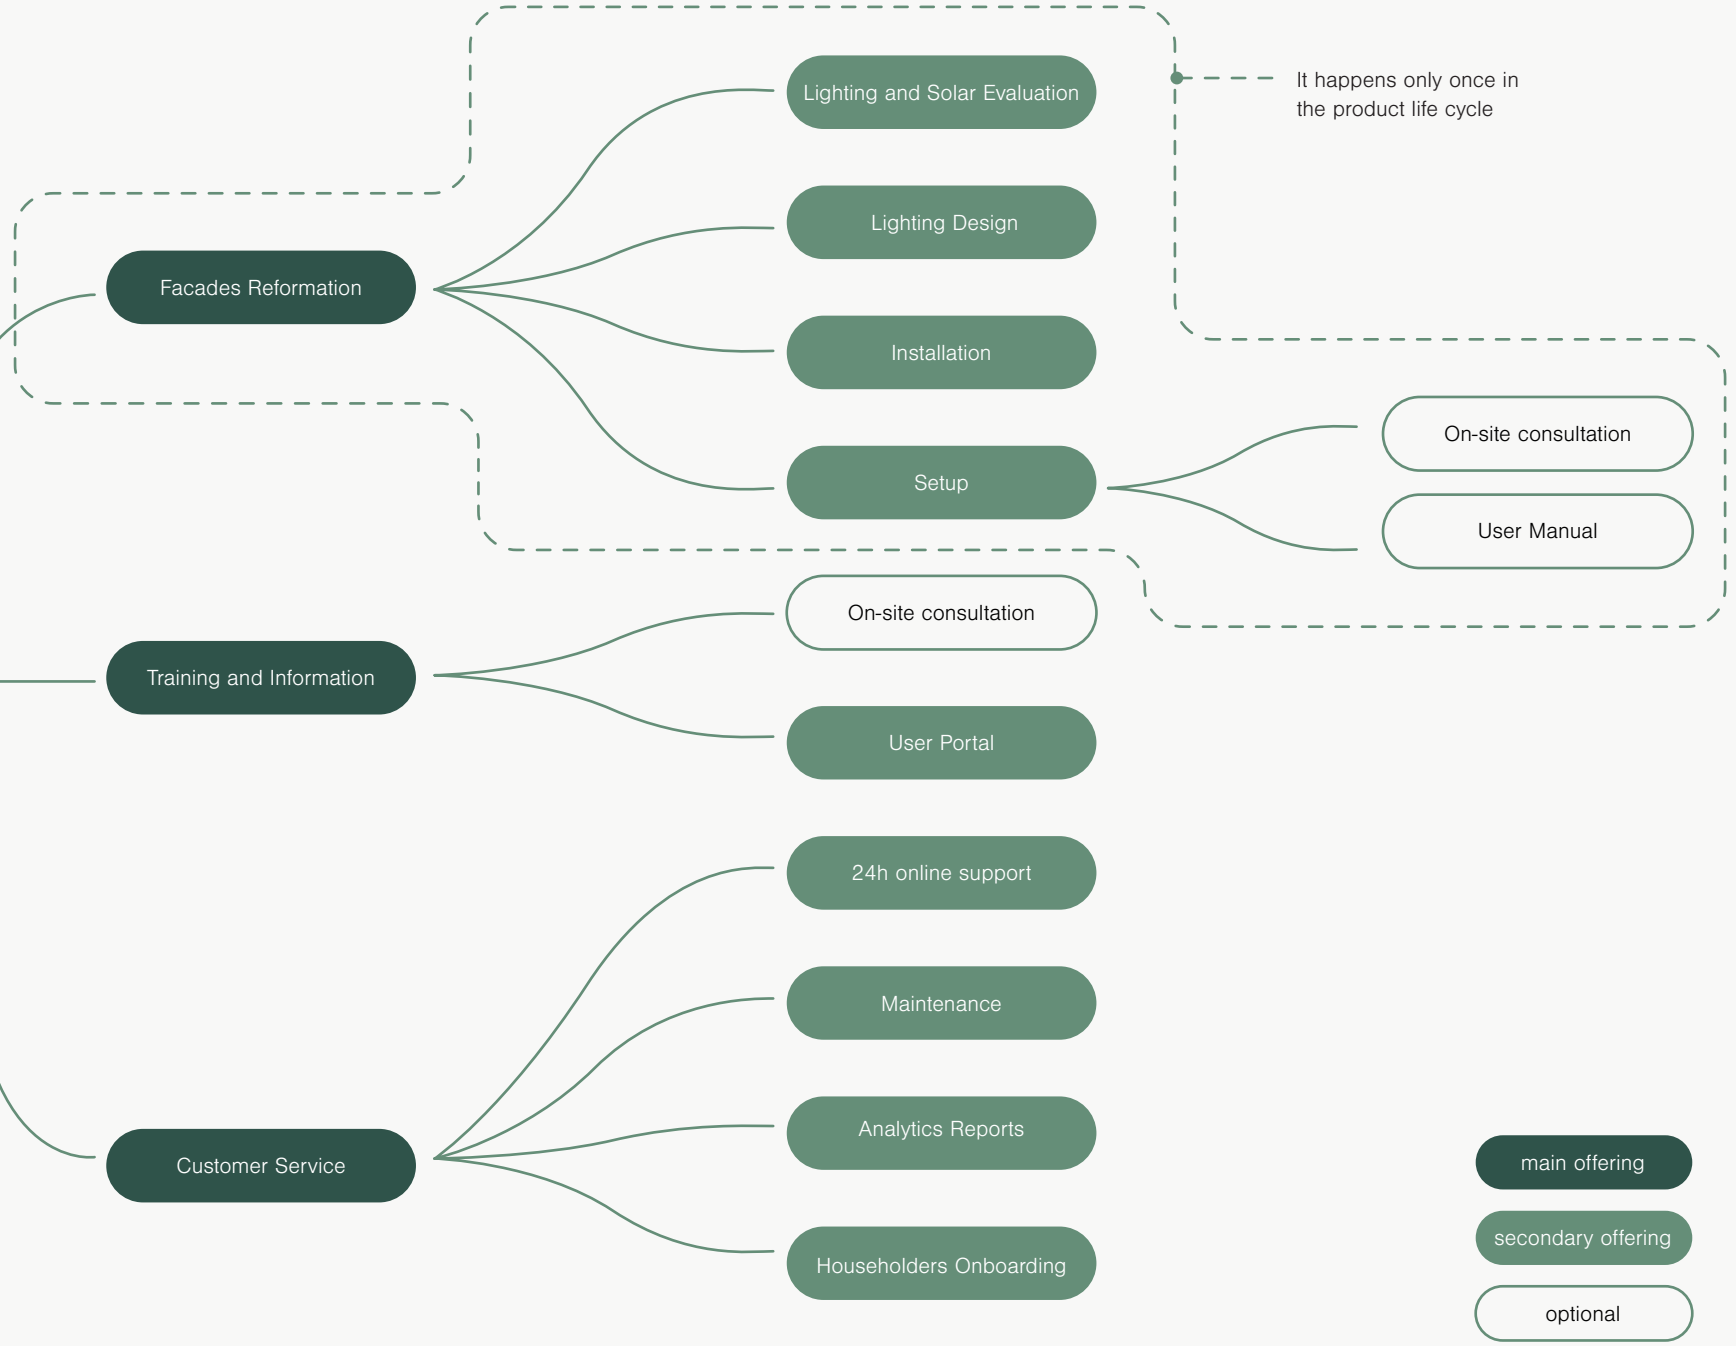 Lighting and Solar Evaluation
It happens only once in
the product life cycle
Lighting Design
Facades Reformation
Installation
Setup
On-site consultation
User Manual
On-site consultation
Training and Information
User Portal
24h online support
Maintenance
Analytics Reports
Customer Service
Householders Onboarding
main offering
secondary offering
optional